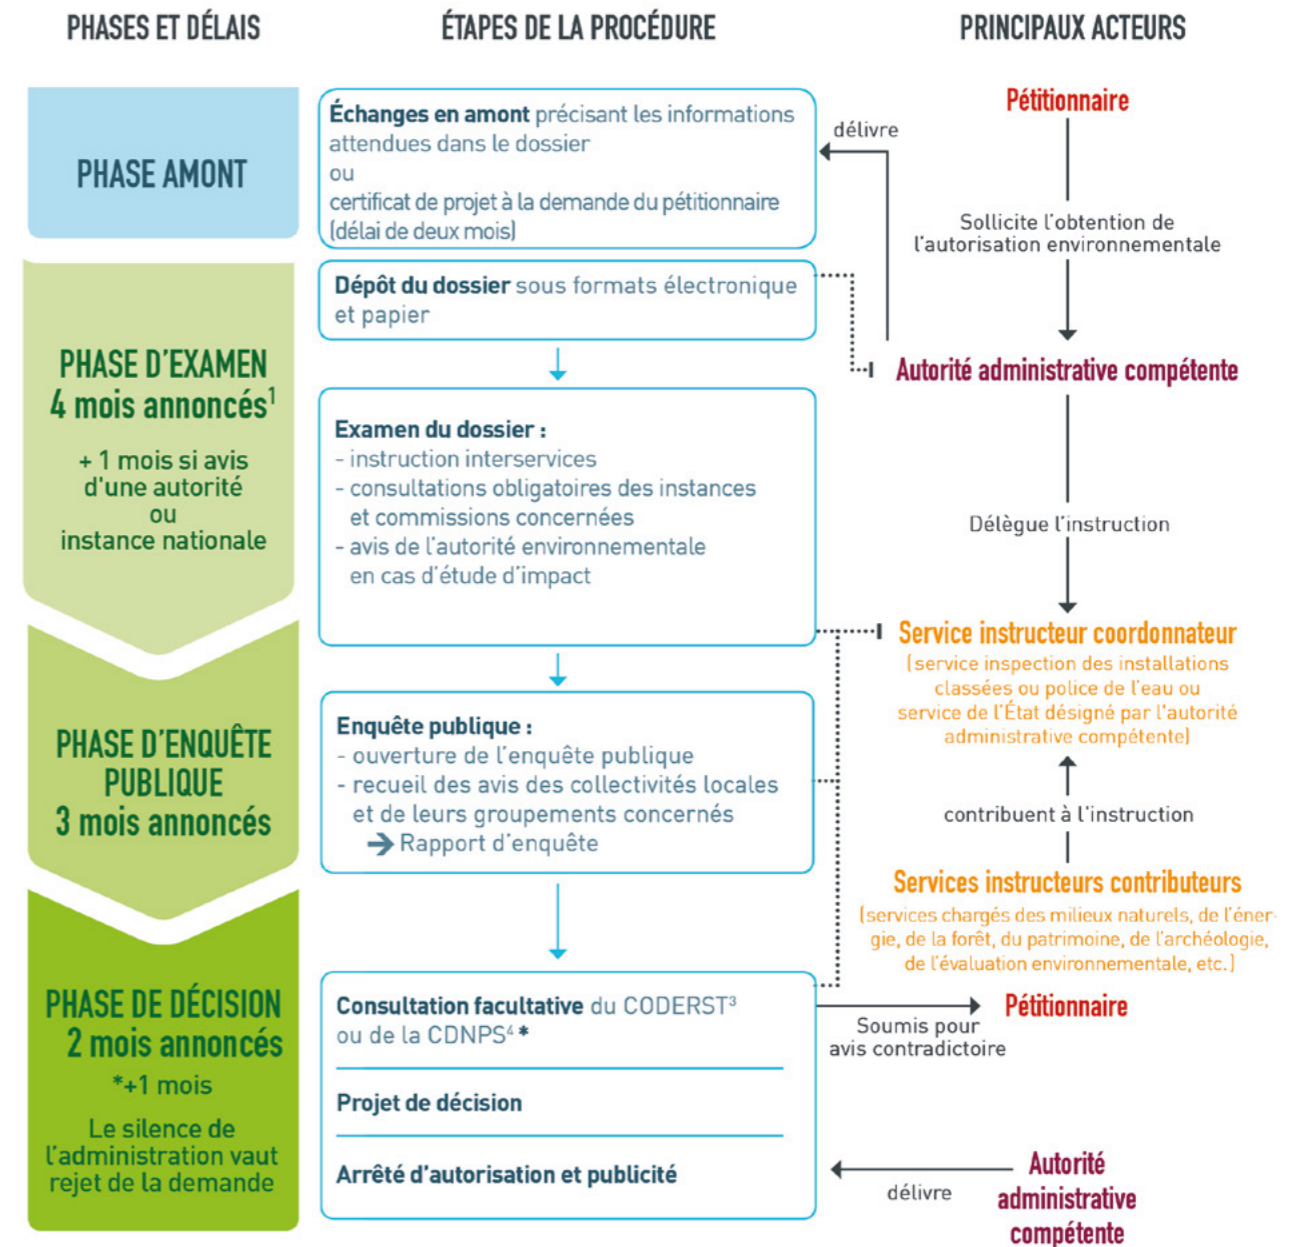 PHASES ET DÉLAIS
ÉTAPES DE LA PROCÉDURE
PRINCIPAUX ACTEURS
PHASE AMONT
Échanges en amont précisant les informations
attendues dans le dossier
ou
certificat de projet à la demande du pétitionnaire
(délai de deux mois)
délivre
Pétitionnaire
Sollicite l'obtention de
l'autorisation environnementale
PHASE D'EXAMEN
4 mois annoncés¹
+ 1 mois si avis
d'une autorité
ou
instance nationale
Dépôt du dossier sous formats électronique
et papier
Autorité administrative compétente
Examen du dossier :
- instruction interservices
- consultations obligatoires des instances
et commissions concernées
- avis de l'autorité environnementale
en cas d'étude d'impact
Délègue l'instruction
Service instructeur coordonnateur
(service inspection des installations
classées ou police de l'eau ou
service de l'État désigné par l'autorité
administrative compétente)
PHASE D'ENQUÊTE
PUBLIQUE
3 mois annoncés
Enquête publique :
- ouverture de l'enquête publique
- recueil des avis des collectivités locales
et de leurs groupements concernés
➔ Rapport d'enquête
contribuent à l'instruction
Services instructeurs contributeurs
(services chargés des milieux naturels, de l'éner-
gie, de la forêt, du patrimoine, de l'archéologie,
de l'évaluation environnementale, etc.)
PHASE DE DÉCISION
2 mois annoncés
*+1 mois
Le silence de
l'administration vaut
rejet de la demande
Consultation facultative du CODERST³
ou de la CDNPS⁴ *
Projet de décision
Arrêté d'autorisation et publicité
Pétitionnaire
Soumis pour
avis contradictoire
délivre
Autorité
administrative
compétente